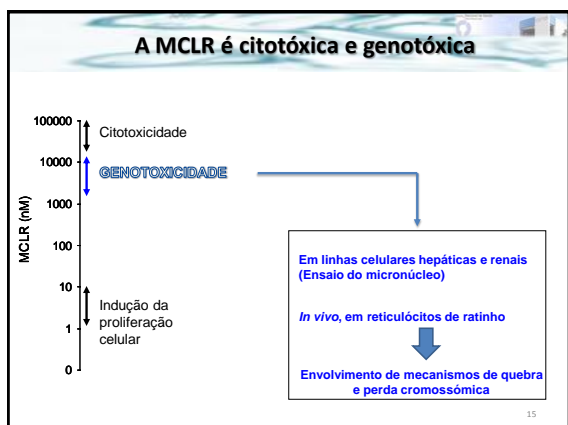 A MCLR é citotóxica e genotóxica
100000
Citotoxicidade
10000
GENOTOXICIDADE
1000
MCLR (nM)
100
10
Indução da
proliferação
celular
1
0
Em linhas celulares hepáticas e renais
(Ensaio do micronúcleo)
In vivo, em reticulócitos de ratinho
Envolvimento de mecanismos de quebra
e perda cromossómica
15